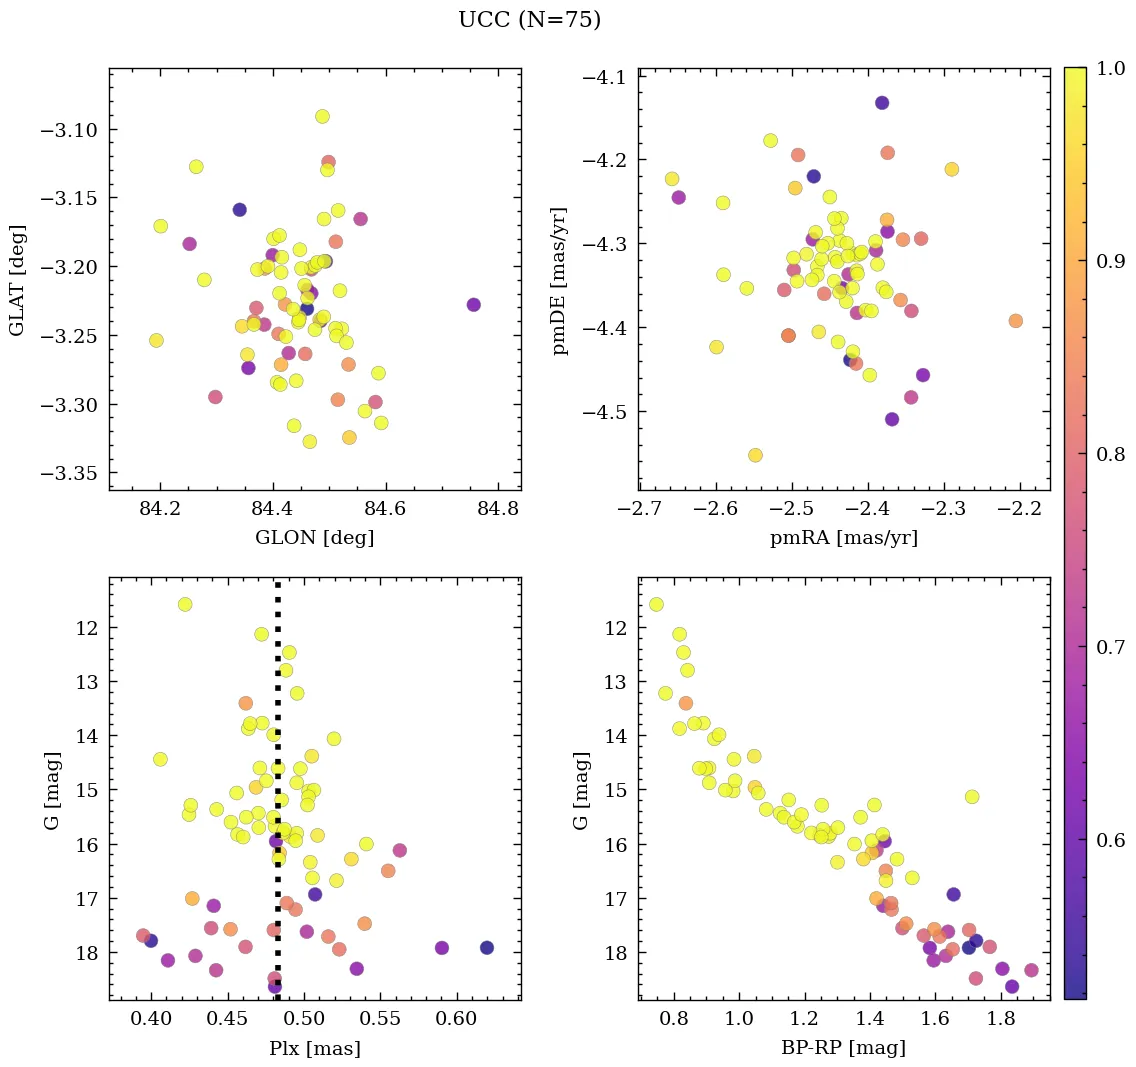 UCC (N=75)
−3.10
−3.15
−3.20
−3.25
−3.30
−3.35
GLAT [deg]
84.2 84.4 84.6 84.8
GLON [deg]
−4.1
−4.2
−4.3
−4.4
−4.5
pmDE [mas/yr]
−2.7 −2.6 −2.5 −2.4 −2.3 −2.2
pmRA [mas/yr]
12
13
14
15
16
17
18
G [mag]
0.40 0.45 0.50 0.55 0.60
Plx [mas]
12
13
14
15
16
17
18
G [mag]
0.8 1.0 1.2 1.4 1.6 1.8
BP-RP [mag]
1.0
0.9
0.8
0.7
0.6